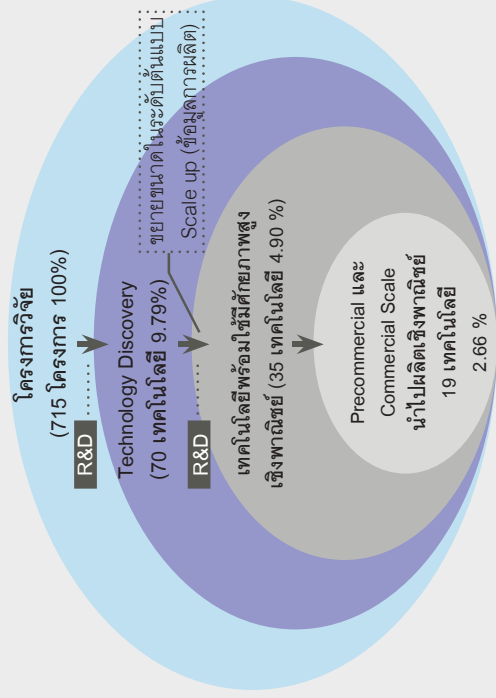 โครงการวิจัย
(715 โครงการ 100%)
R&D
Technology Discovery
(70 เทคโนโลยี 9.79%)
ขยายขนาดในระดับต้นแบบ
Scale up (ข้อมูลการผลิต)
R&D
เทคโนโลยีพร้อมใช้มีศักยภาพสูง
เชิงพาณิชย์ (35 เทคโนโลยี 4.90 %)
Precommercial และ
Commercial Scale
นำไปผลิตเชิงพาณิชย์
19 เทคโนโลยี
2.66 %